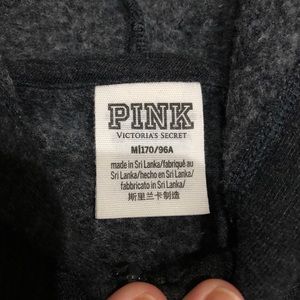 PINK
VICTORIA'S SECRET
M|170/96A
made in Sri Lanka/fabriqué au
Sri Lanka/hecho en Sri Lanka/
fabbricato in Sri Lanka/
斯里兰卡制造